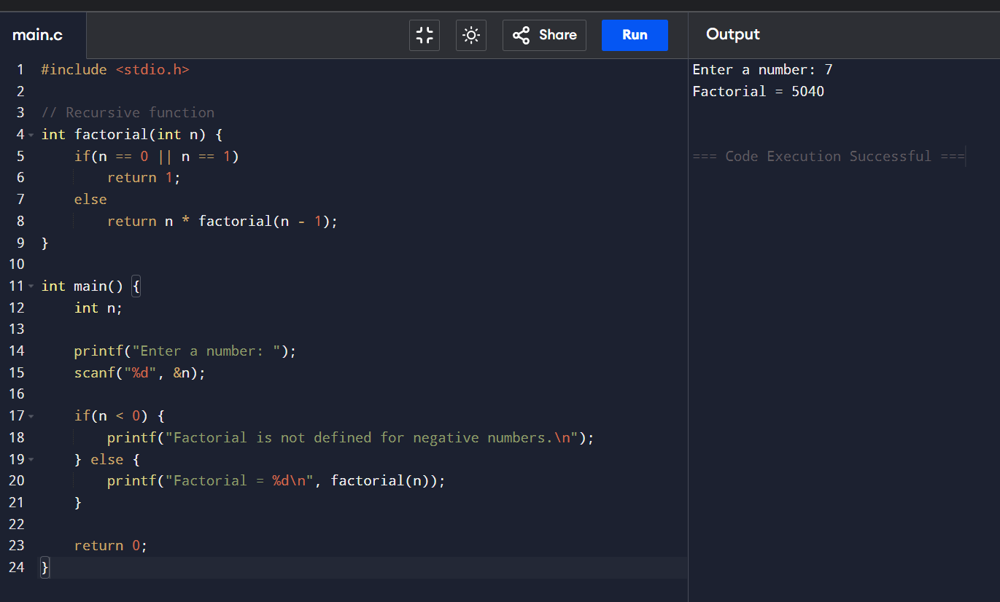 main.c
Share
Run
Output
1 #include <stdio.h>
2
3 // Recursive function
4 int factorial(int n) {
5     if(n == 0 || n == 1)
6         return 1;
7     else
8         return n * factorial(n - 1);
9 }
10
11 int main() {
12     int n;
13
14     printf("Enter a number: ");
15     scanf("%d", &n);
16
17     if(n < 0) {
18         printf("Factorial is not defined for negative numbers.\n");
19     } else {
20         printf("Factorial = %d\n", factorial(n));
21     }
22
23     return 0;
24 }
Enter a number: 7
Factorial = 5040
=== Code Execution Successful ===